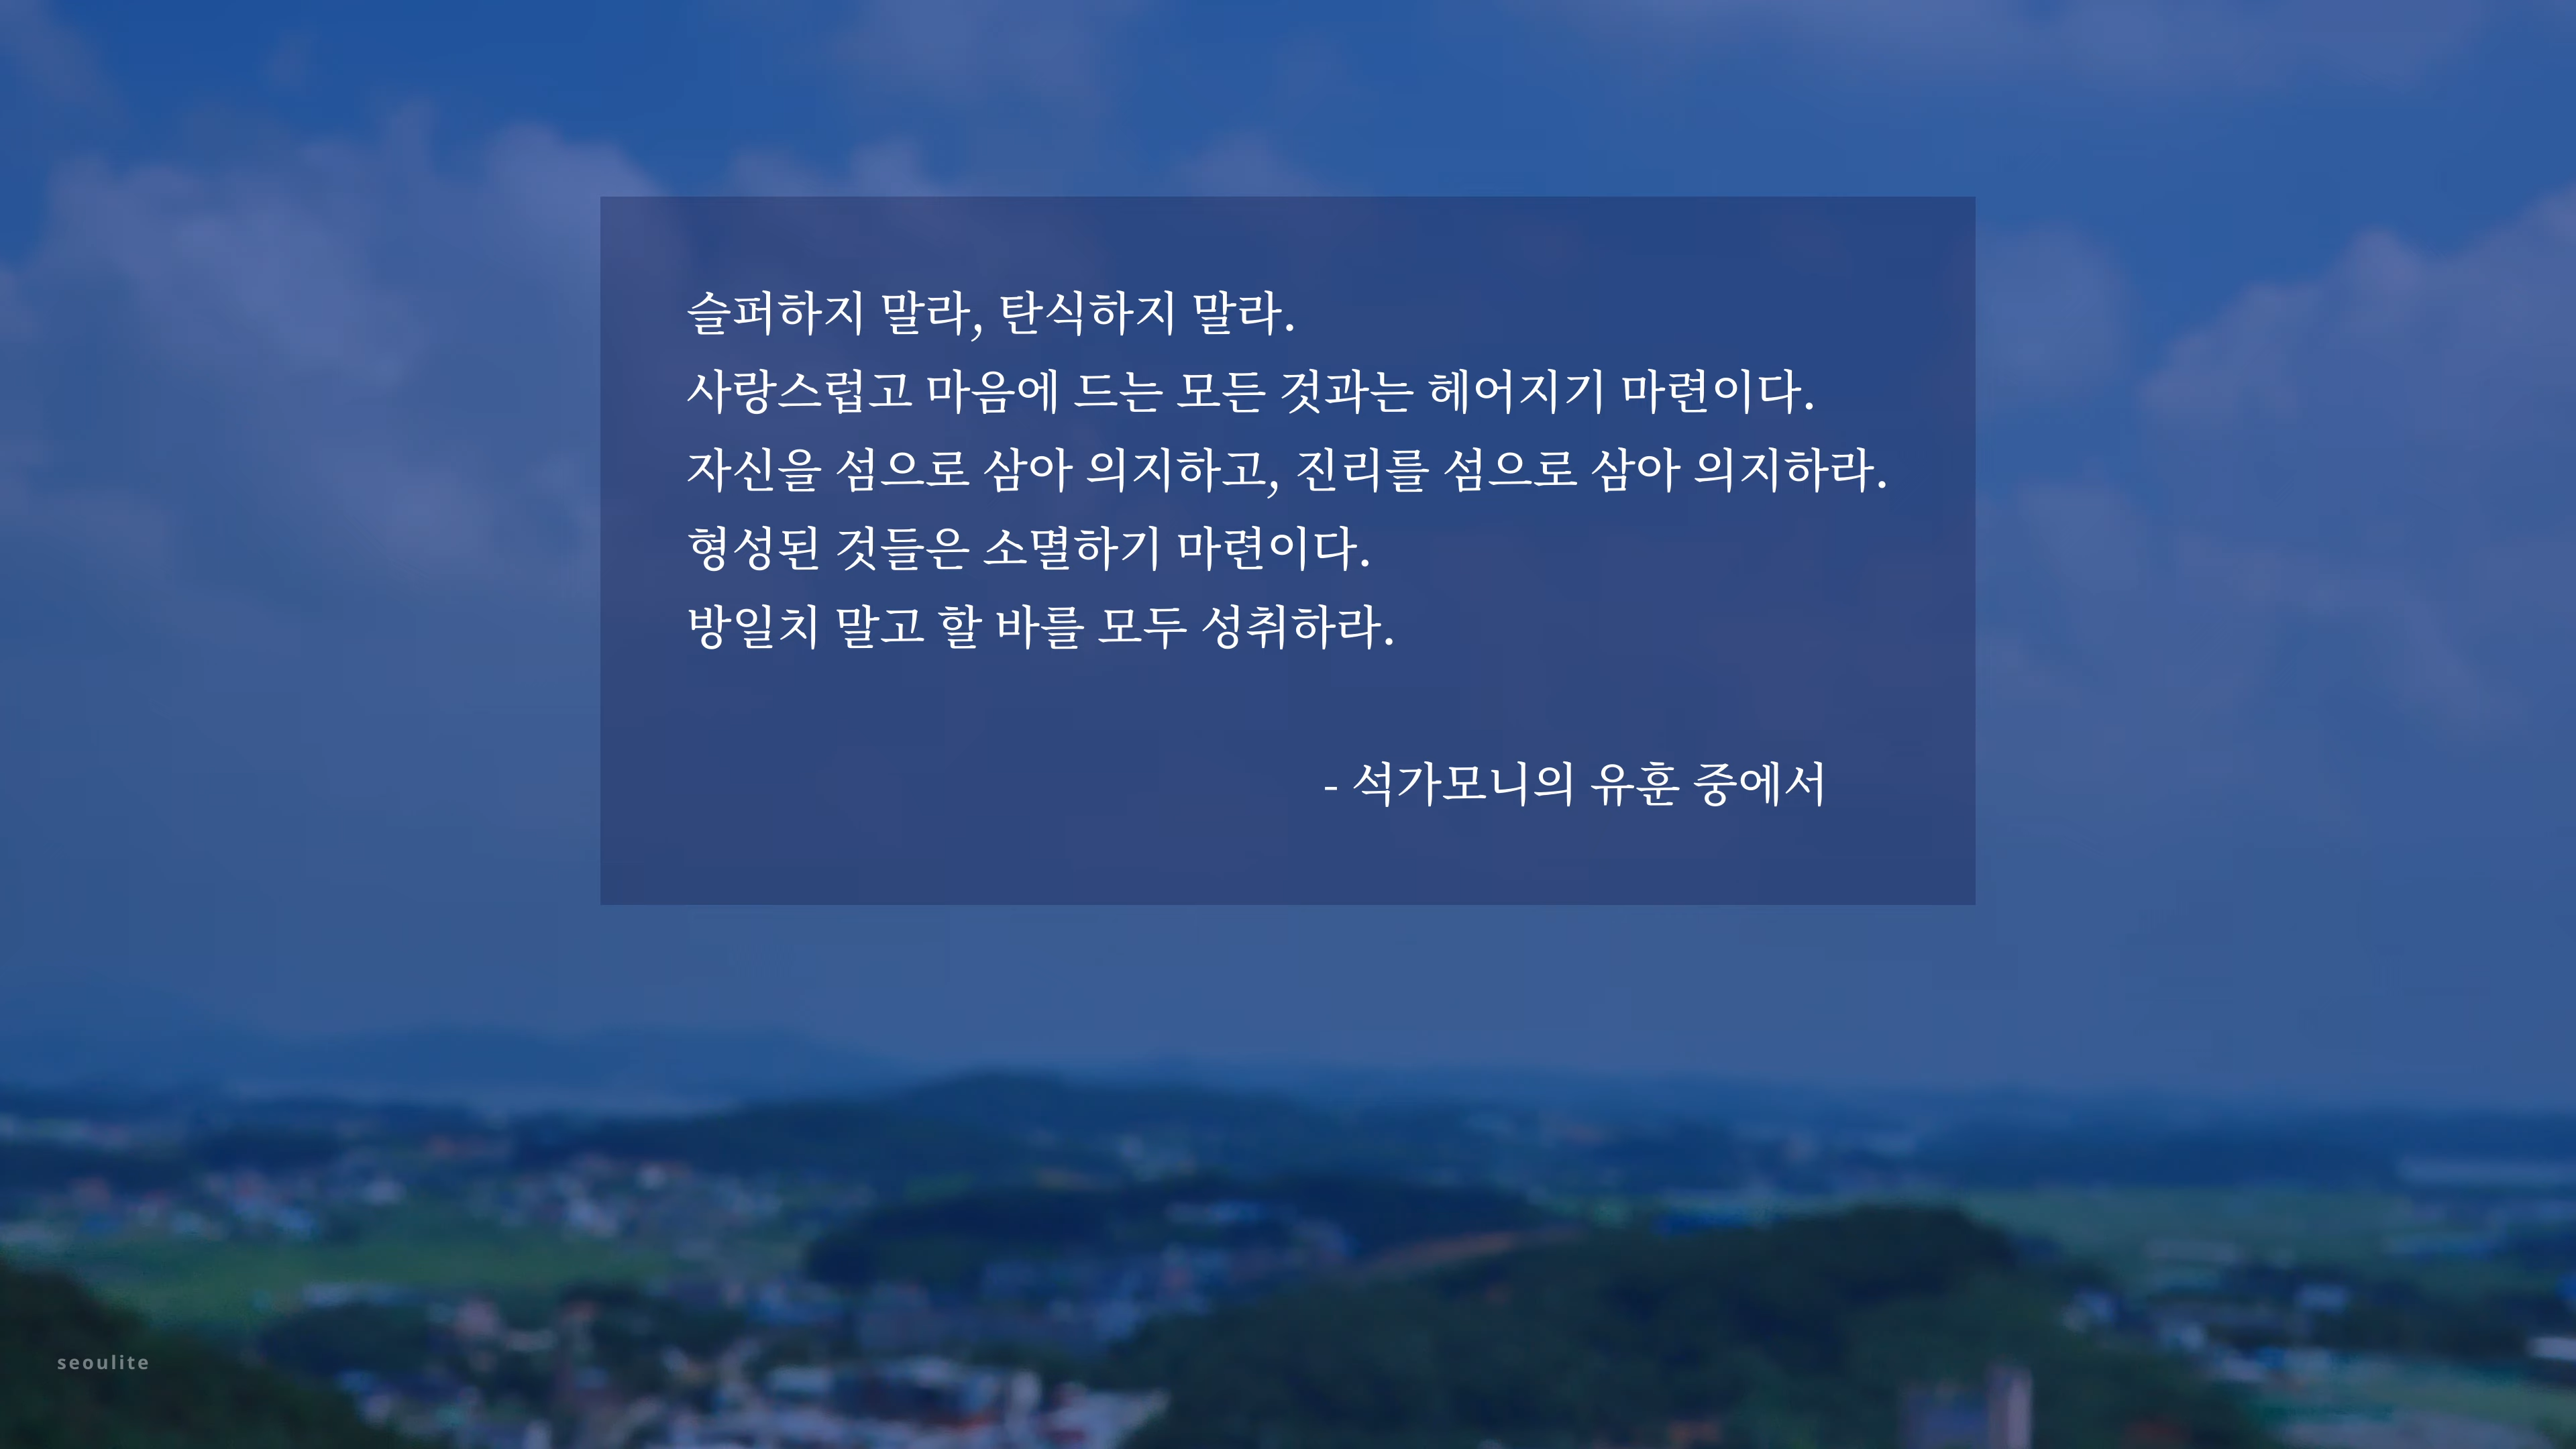 슬퍼하지 말라, 탄식하지 말라.
사랑스럽고 마음에 드는 모든 것과는 헤어지기 마련이다.
자신을 섬으로 삼아 의지하고, 진리를 섬으로 삼아 의지하라.
형성된 것들은 소멸하기 마련이다.
방일치 말고 할 바를 모두 성취하라.
- 석가모니의 유훈 중에서
seoulite